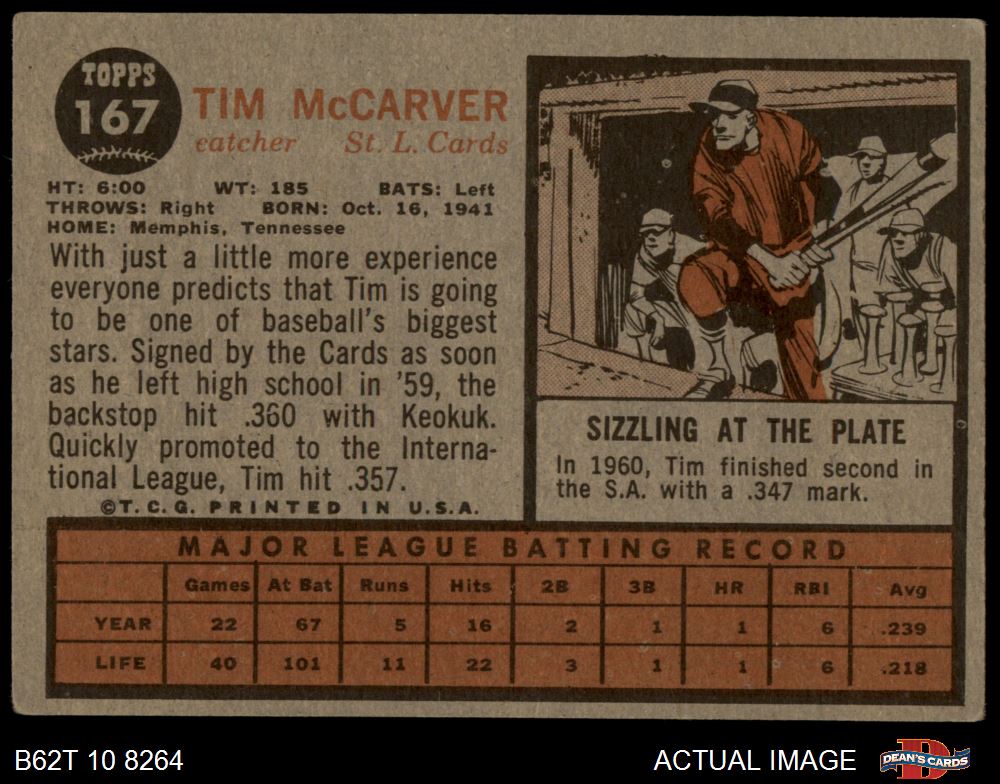 TOPPS
167
TIM McCARVER
catcher St. L. Cards
HT: 6:00 WT: 185 BATS: Left
THROWS: Right BORN: Oct. 16, 1941
HOME: Memphis, Tennessee
With just a little more experience
everyone predicts that Tim is going
to be one of baseball's biggest
stars. Signed by the Cards as soon
as he left high school in '59, the
backstop hit .360 with Keokuk.
Quickly promoted to the Interna-
tional League, Tim hit .357.
©T. C. G. PRINTED IN U.S.A.
SIZZLING AT THE PLATE
In 1960, Tim finished second in
the S.A. with a .347 mark.
MAJOR LEAGUE BATTING RECORD
Games At Bat Runs Hits 2B 3B HR RBI Avg
YEAR 22 67 5 16 2 1 1 6 .239
LIFE 40 101 11 22 3 1 1 6 .218
B62T 10 8264 ACTUAL IMAGE DEAN'S CARDS